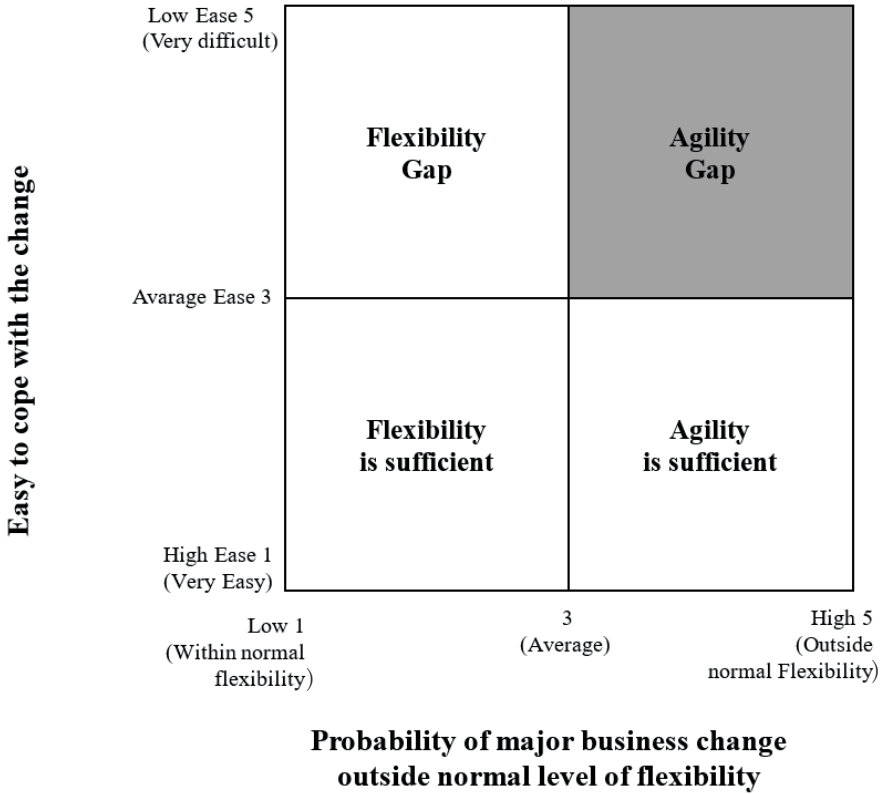 Low Ease 5
(Very difficult)
Flexibility
Gap
Agility
Gap
Easy to cope with the change
Avarage Ease 3
Flexibility
is sufficient
Agility
is sufficient
High Ease 1
(Very Easy)
Low 1
(Within normal
flexibility)
3
(Average)
High 5
(Outside
normal Flexibility)
Probability of major business change
outside normal level of flexibility